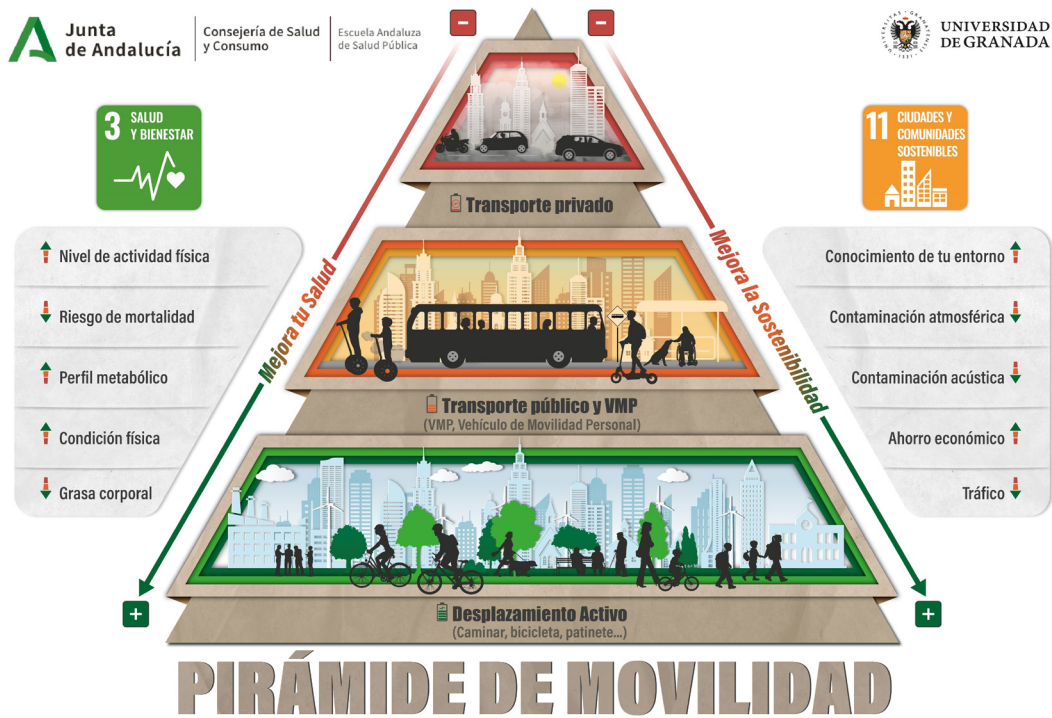 Junta
de Andalucía
Consejería de Salud
y Consumo
Escuela Andaluza
de Salud Pública
UNIVERSIDAD
DE GRANADA
3 SALUD
Y BIENESTAR
11 CIUDADES Y
COMUNIDADES
SOSTENIBLES
Transporte privado
Mejora tu Salud
Mejora la Sostenibilidad
Nivel de actividad física
Riesgo de mortalidad
Perfil metabólico
Condición física
Grasa corporal
Conocimiento de tu entorno
Contaminación atmosférica
Contaminación acústica
Ahorro económico
Tráfico
Transporte público y VMP
(VMP, Vehículo de Movilidad Personal)
Desplazamiento Activo
(Caminar, bicicleta, patinete...)
PIRÁMIDE DE MOVILIDAD